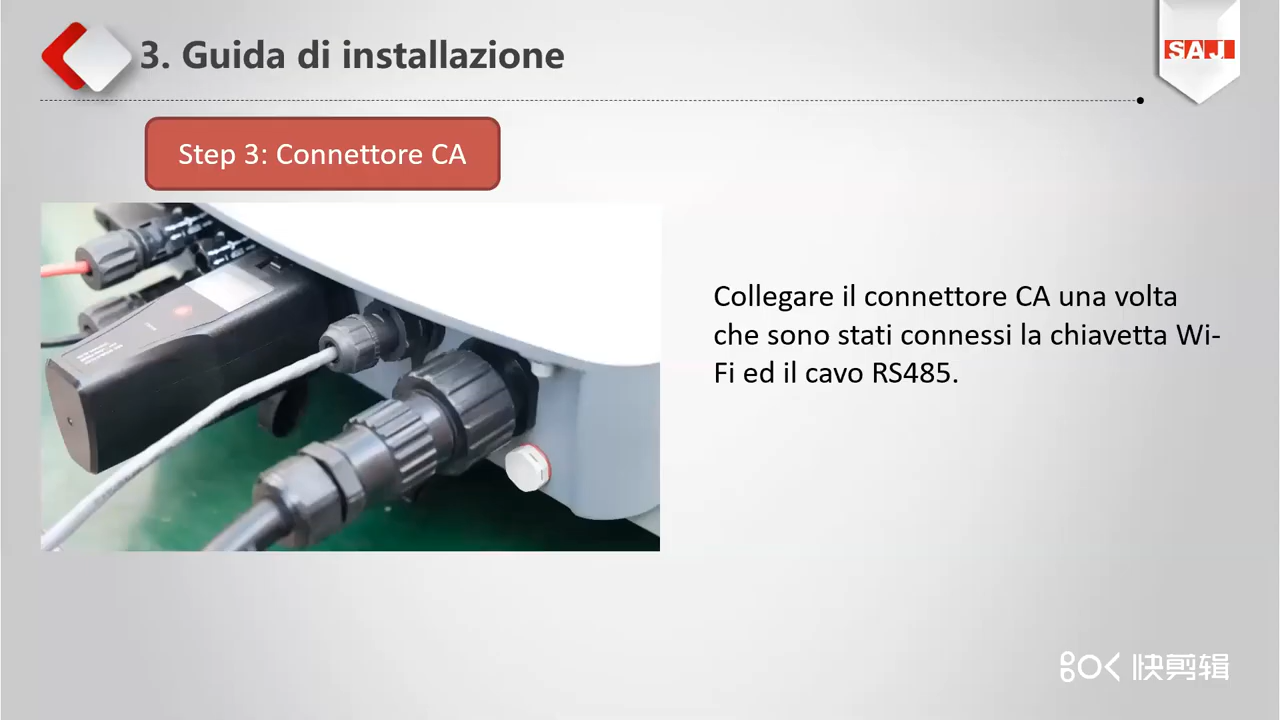 3. Guida di installazione
SAJ
Step 3: Connettore CA
Collegare il connettore CA una volta
che sono stati connessi la chiavetta Wi-
Fi ed il cavo RS485.
快剪辑